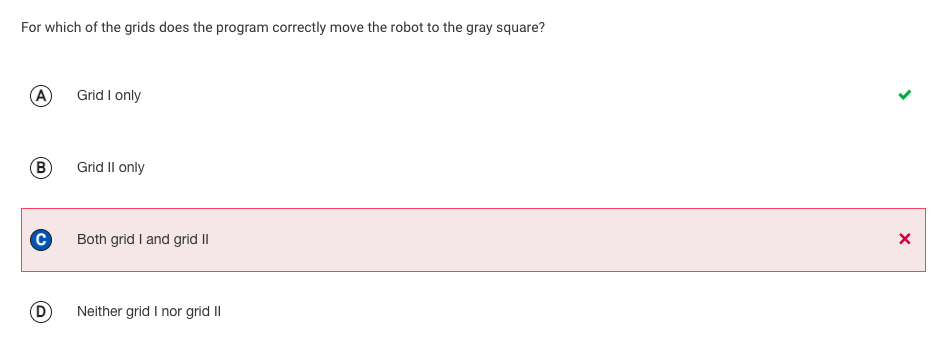 For which of the grids does the program correctly move the robot to the gray square?
A Grid I only
B Grid II only
C Both grid I and grid II
D Neither grid I nor grid II